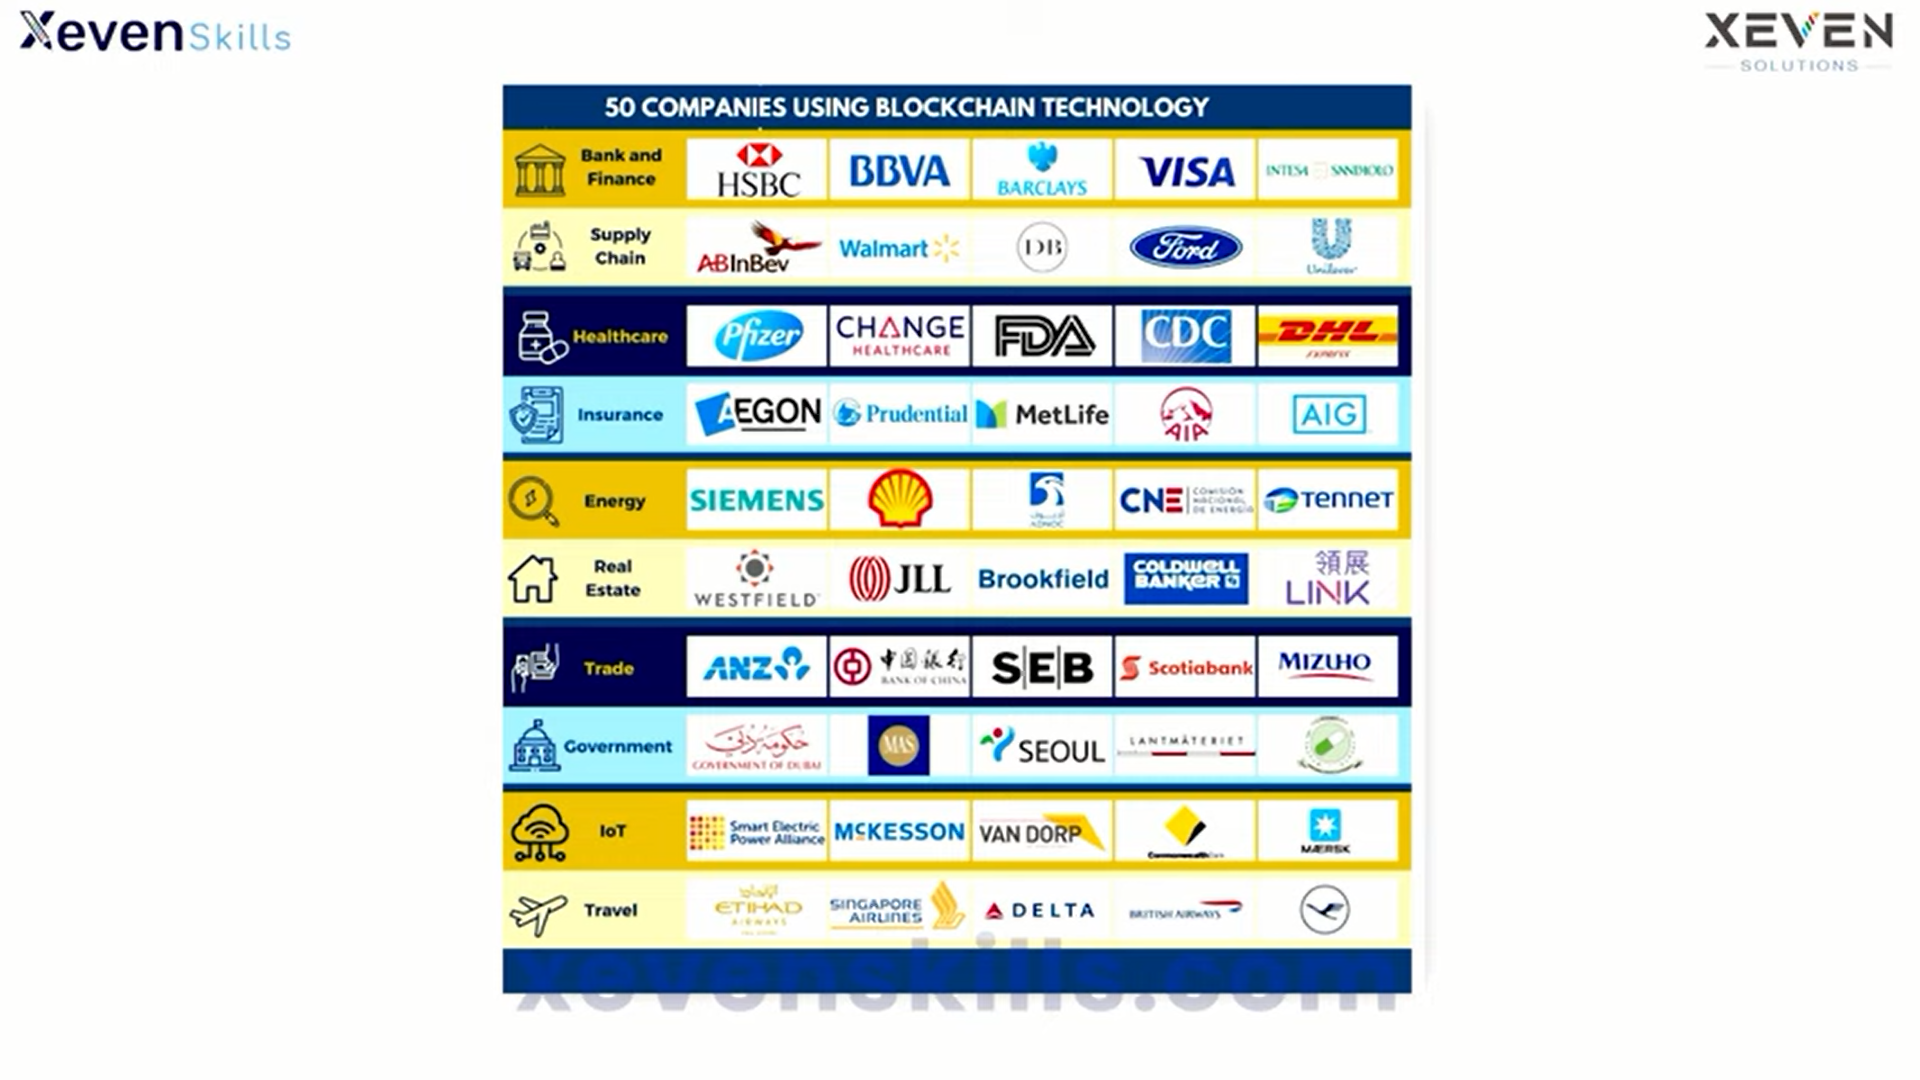 XevenSkills
XEVEN
SOLUTIONS
50 COMPANIES USING BLOCKCHAIN TECHNOLOGY
Bank and
Finance
HSBC
BBVA
BARCLAYS
VISA
INTESA SANPAOLO
Supply
Chain
ABInBev
Walmart
DB
Ford
Unilever
Healthcare
Pfizer
CHANGE
HEALTHCARE
FDA
CDC
DHL
EXPRESS
Insurance
AEGON
Prudential
MetLife
AIA
AIG
Energy
SIEMENS
ADNOC
CNE
COMISIÓN
NACIONAL
DE ENERGÍA
TENNET
Real
Estate
WESTFIELD
JLL
Brookfield
COLDWELL
BANKER
領展
LINK
Trade
ANZ
中国银行
BANK OF CHINA
SEB
Scotiabank
MIZUHO
Government
حكومة دبي
GOVERNMENT OF DUBAI
MAS
SEOUL
LANTMÄTERIET
IoT
Smart Electric
Power Alliance
MCKESSON
VAN DORP
CommonwealthBank
MAERSK
Travel
الإتحاد
ETIHAD
AIRWAYS
SINGAPORE
AIRLINES
DELTA
BRITISH AIRWAYS
xevenskills.com